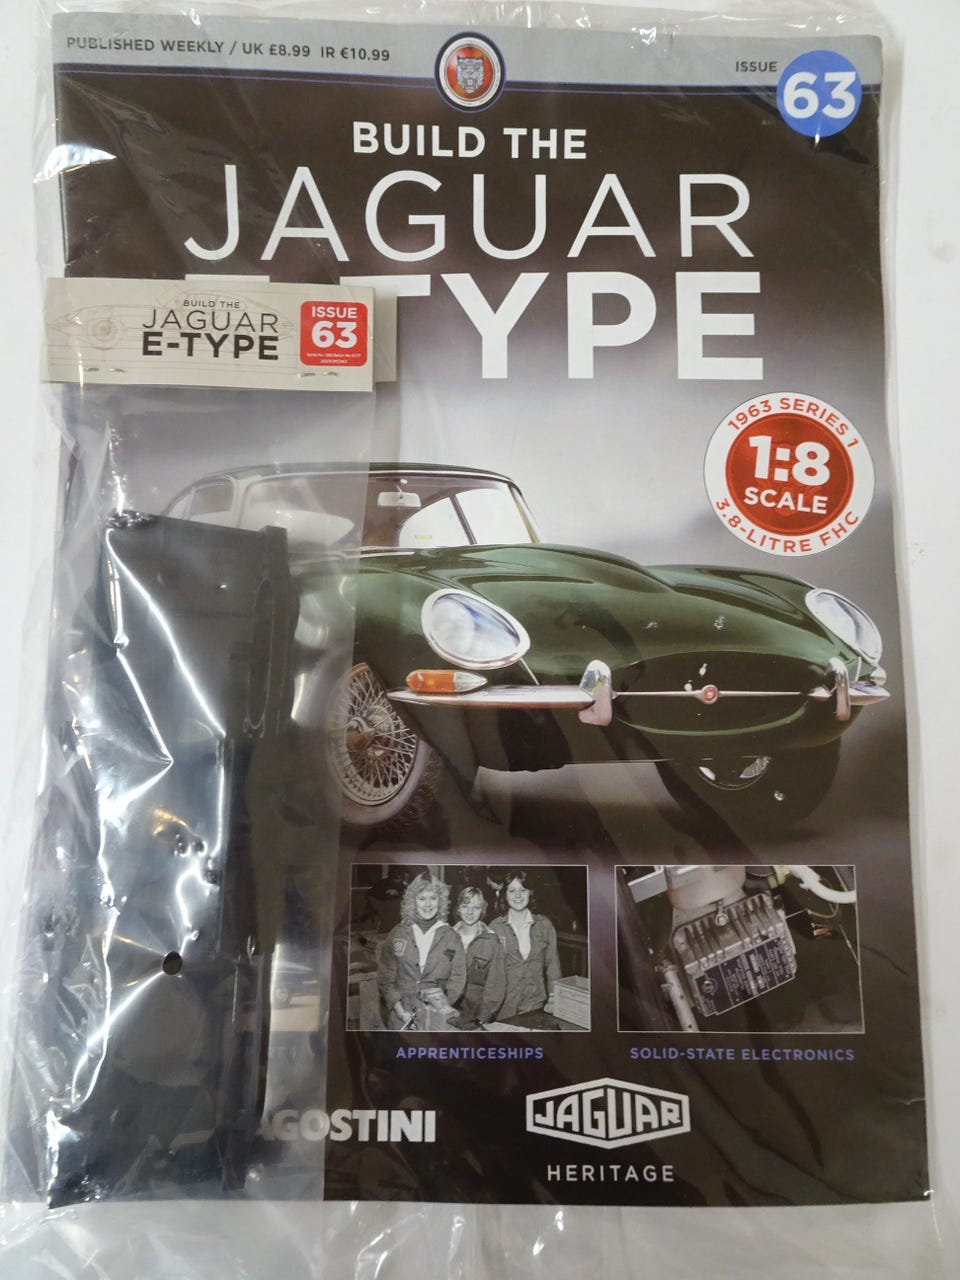 PUBLISHED WEEKLY / UK £8.99 IR €10.99
ISSUE
63
BUILD THE
JAGUAR
TYPE
BUILD THE
JAGUAR
E-TYPE
ISSUE
63
1963 SERIES 1
1:8
SCALE
3.8-LITRE FHC
APPRENTICESHIPS
SOLID-STATE ELECTRONICS
AGOSTINI
JAGUAR
HERITAGE